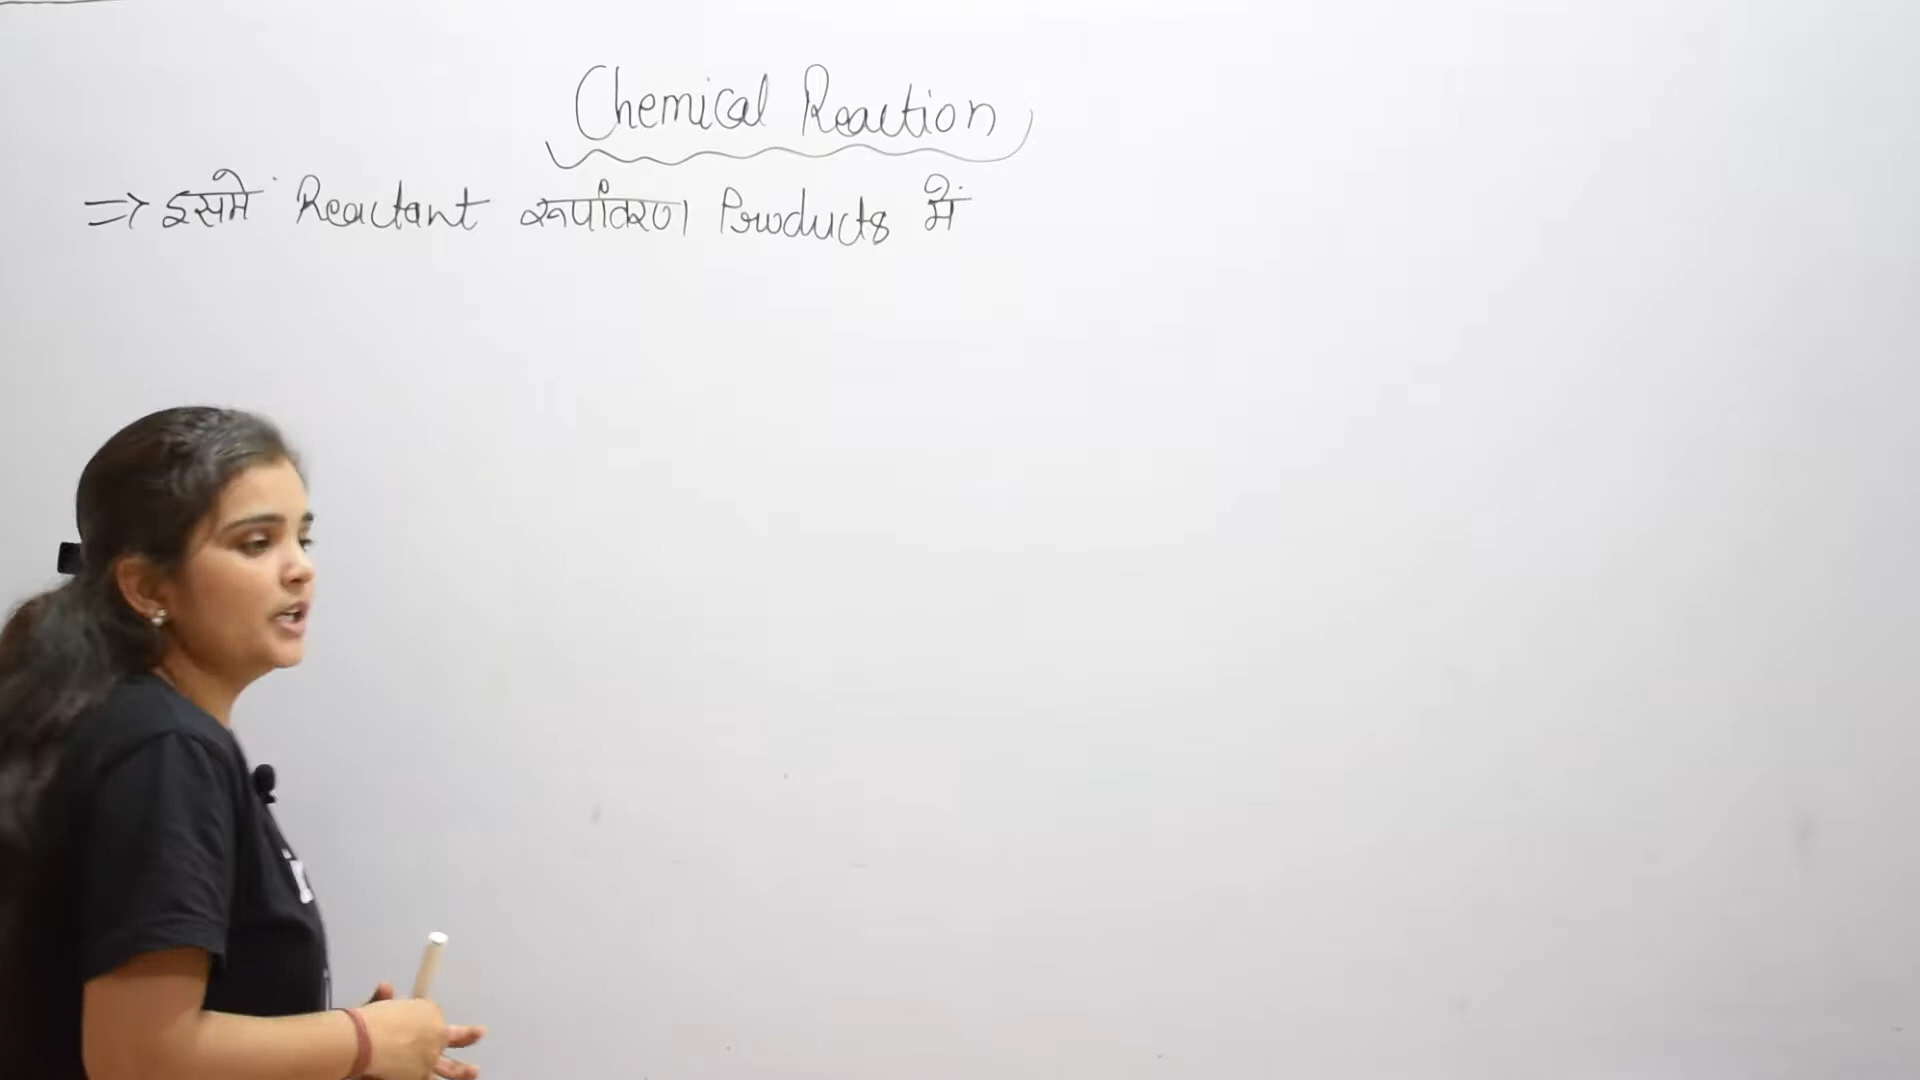 Chemical Reaction
⇒ इसमें Reactant रूपांतरण Products में